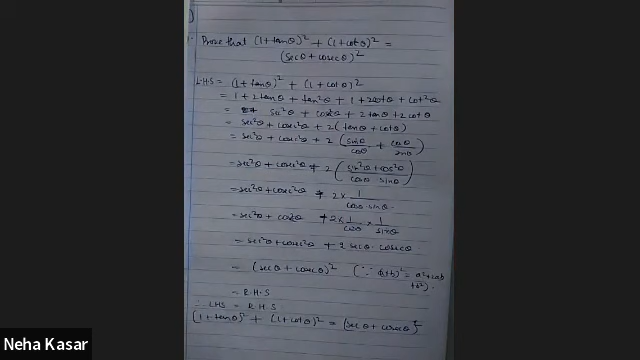 1. Prove that (1+tanθ)² + (1+cotθ)² =
(secθ + cosecθ)²
L.H.S = (1+tanθ)² + (1+cotθ)²
= 1 + 2tanθ + tan²θ + 1 + 2cotθ + cot²θ
= sec²θ + cosec²θ + 2tanθ + 2cotθ
= sec²θ + cosec²θ + 2(tanθ + cotθ)
= sec²θ + cosec²θ + 2 (sinθ/cosθ + cosθ/sinθ)
= sec²θ + cosec²θ + 2 (sin²θ + cos²θ / cosθ · sinθ)
= sec²θ + cosec²θ + 2 × 1/cosθ · sinθ.
= sec²θ + + 2 × 1/cosθ × 1/sinθ
= sec²θ + cosec²θ + 2 secθ · cosecθ.
= (secθ + cosecθ)² (∵ (a+b)² = a²+
+b²).
= R.H.S
∴ LHS = R.H.S
(1+tanθ)² + (1+cotθ)² = (secθ + cosecθ)²
Neha Kasar